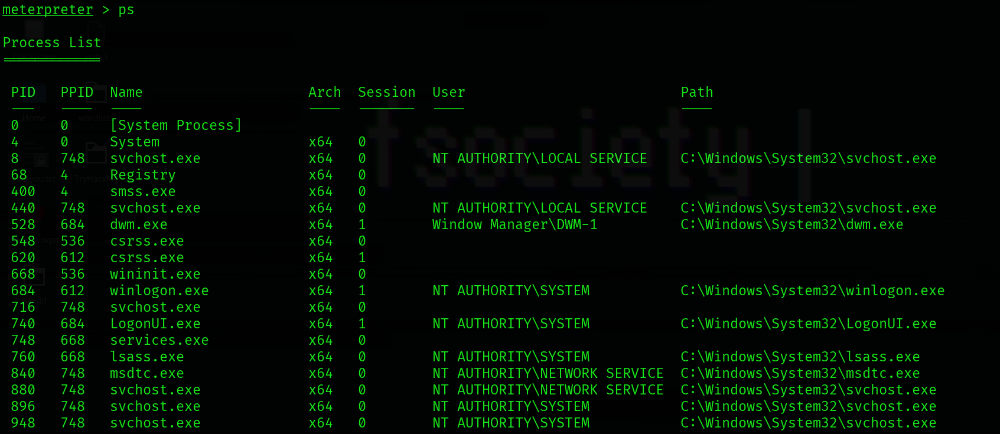 meterpreter > ps
Process List
PID PPID Name Arch Session User Path
0 0 [System Process]
4 0 System x64 0
8 748 svchost.exe x64 0 NT AUTHORITY\LOCAL SERVICE C:\Windows\System32\svchost.exe
68 4 Registry x64 0
400 4 smss.exe x64 0
440 748 svchost.exe x64 0 NT AUTHORITY\LOCAL SERVICE C:\Windows\System32\svchost.exe
528 684 dwm.exe x64 1 Window Manager\DWM-1 C:\Windows\System32\dwm.exe
548 536 csrss.exe x64 0
620 612 csrss.exe x64 1
668 536 wininit.exe x64 0
684 612 winlogon.exe x64 1 NT AUTHORITY\SYSTEM C:\Windows\System32\winlogon.exe
716 748 svchost.exe x64 0
740 684 LogonUI.exe x64 1 NT AUTHORITY\SYSTEM C:\Windows\System32\LogonUI.exe
748 668 services.exe x64 0
760 668 lsass.exe x64 0 NT AUTHORITY\SYSTEM C:\Windows\System32\lsass.exe
840 748 msdtc.exe x64 0 NT AUTHORITY\NETWORK SERVICE C:\Windows\System32\msdtc.exe
880 748 svchost.exe x64 0 NT AUTHORITY\NETWORK SERVICE C:\Windows\System32\svchost.exe
896 748 svchost.exe x64 0 NT AUTHORITY\SYSTEM C:\Windows\System32\svchost.exe
948 748 svchost.exe x64 0 NT AUTHORITY\SYSTEM C:\Windows\System32\svchost.exe
fsociety
Home